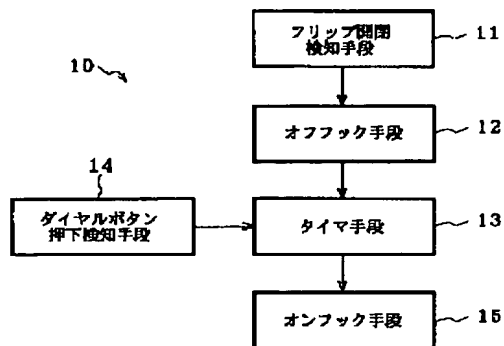 フリップ開閉
検知手段
11
10
オフフック手段
12
14
ダイヤルボタン
押下検知手段
タイマ手段
13
オンフック手段
15